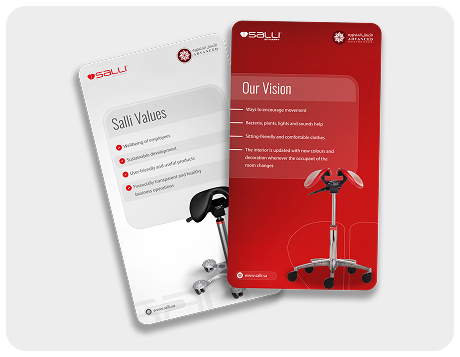 SALLI
ADVANCED
Salli Values
Wellbeing of employees
Sustainable development
User-friendly and useful products
Financially transparent and healthy
business operations
www.salli.sa
SALLI
ADVANCED
Our Vision
Ways to encourage movement
Bacteria, plants, lights and sounds help
Sitting-friendly and comfortable clothes
The interior is updated with new colours and
decoration whenever the occupant of the
room changes
www.salli.sa